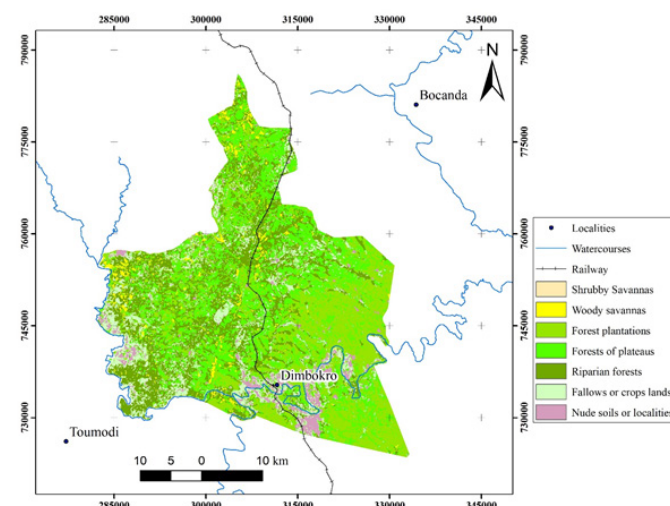 285000 300000 315000 330000 345000
790000 790000
N
Bocanda
775000 775000
760000 760000
Localities
Watercourses
Railway
Shrubby Savannas
Woody savannas
745000 745000
Forest plantations
Forests of plateaus
Riparian forests
Dimbokro
Fallows or crops lands
Nude soils or localities
730000 730000
Toumodi
10 5 0 10 km
285000 300000 315000 330000 345000